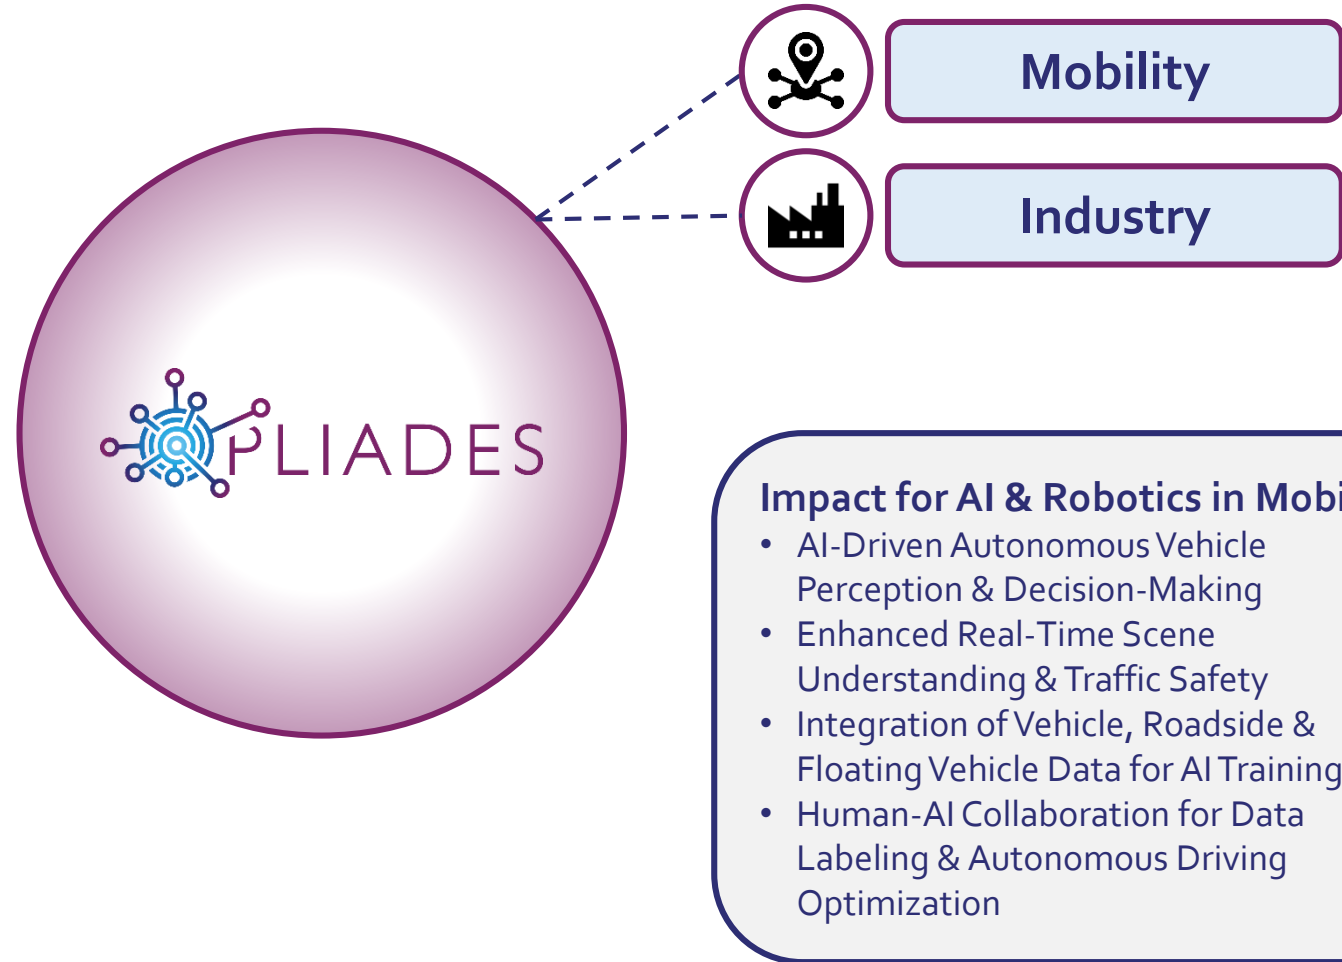 Mobility
Industry
PLIADES
Impact for AI & Robotics in Mobi
• AI-Driven Autonomous Vehicle
Perception & Decision-Making
• Enhanced Real-Time Scene
Understanding & Traffic Safety
• Integration of Vehicle, Roadside &
Floating Vehicle Data for AI Training
• Human-AI Collaboration for Data
Labeling & Autonomous Driving
Optimization